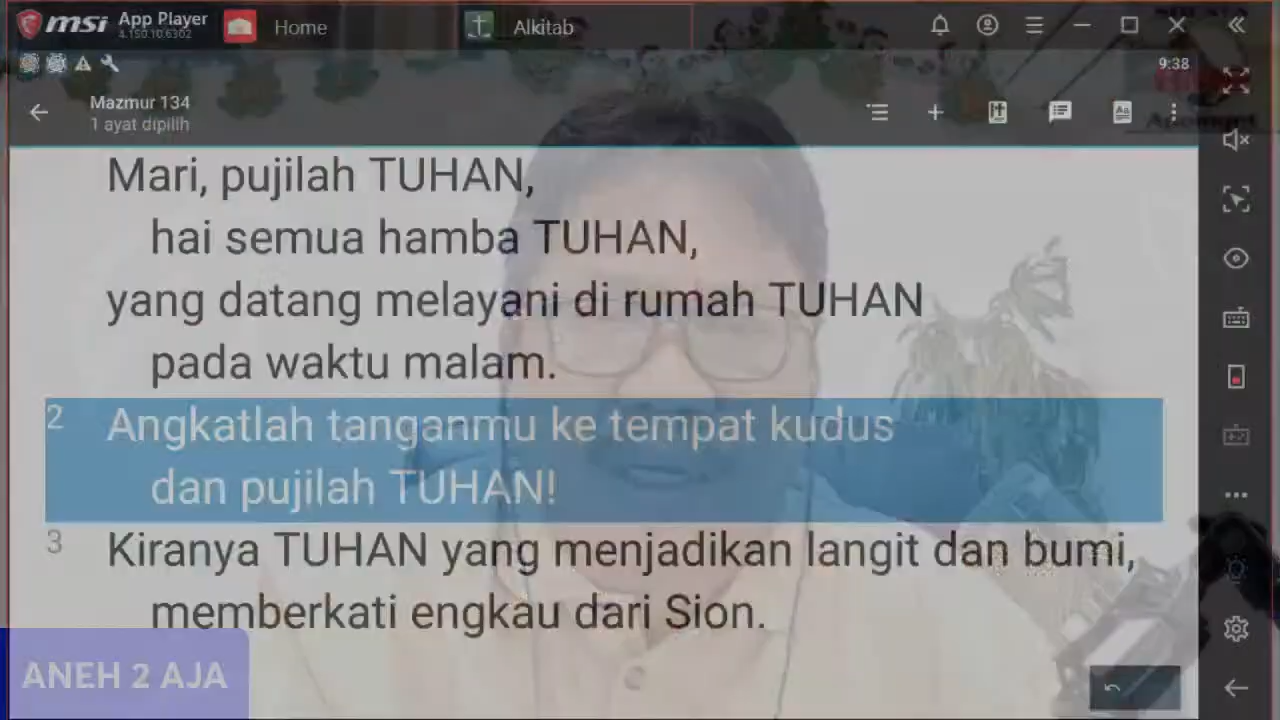 msi App Player
4.150.10.6302
Home
Alkitab
9:38
Mazmur 134
1 ayat dipilih
Mari, pujilah TUHAN,
hai semua hamba TUHAN,
yang datang melayani di rumah TUHAN
pada waktu malam.
2 Angkatlah tanganmu ke tempat kudus
dan pujilah TUHAN!
3 Kiranya TUHAN yang menjadikan langit dan bumi,
memberkati engkau dari Sion.
ANEH 2 AJA